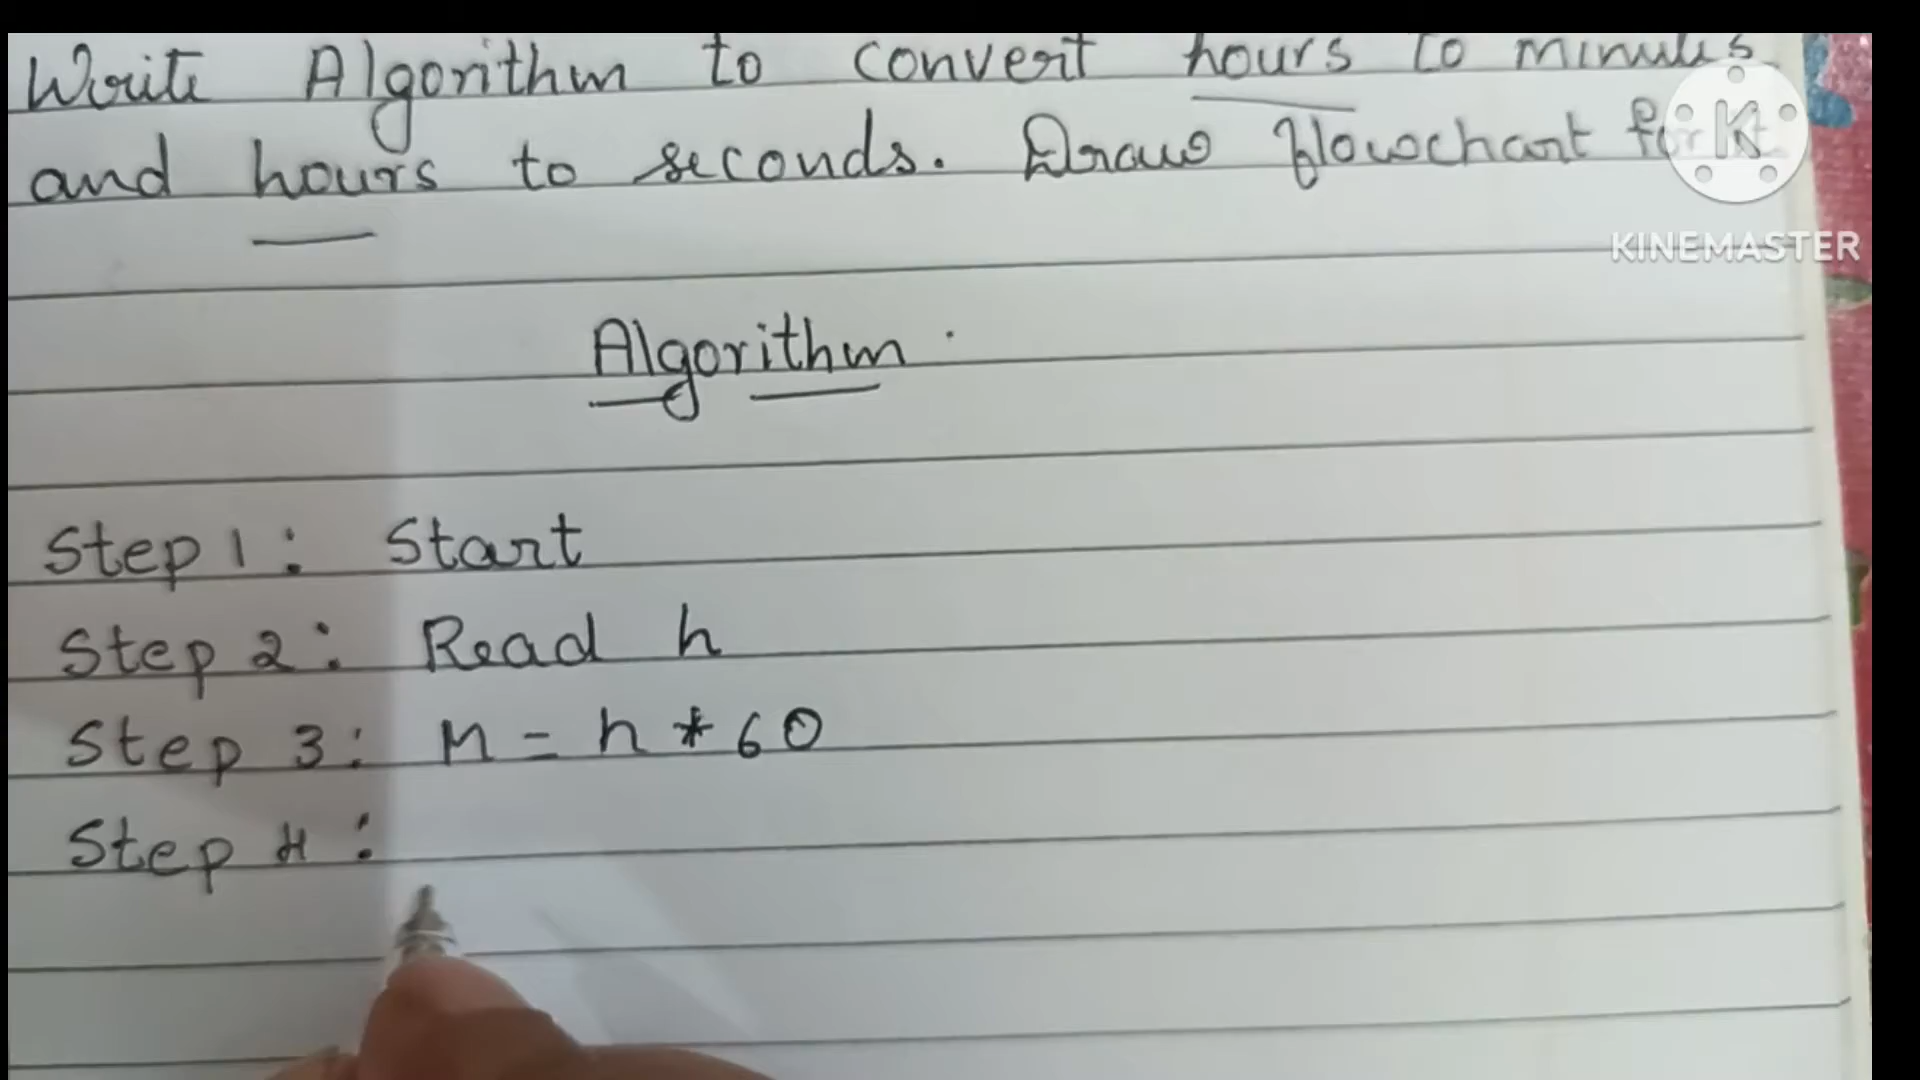 Write Algorithm to convert hours to minutes
and hours to seconds. Draw flowchart for it.
KINEMASTER
Algorithm.
Step 1: Start
Step 2: Read h
Step 3: M = h * 60
Step 4: